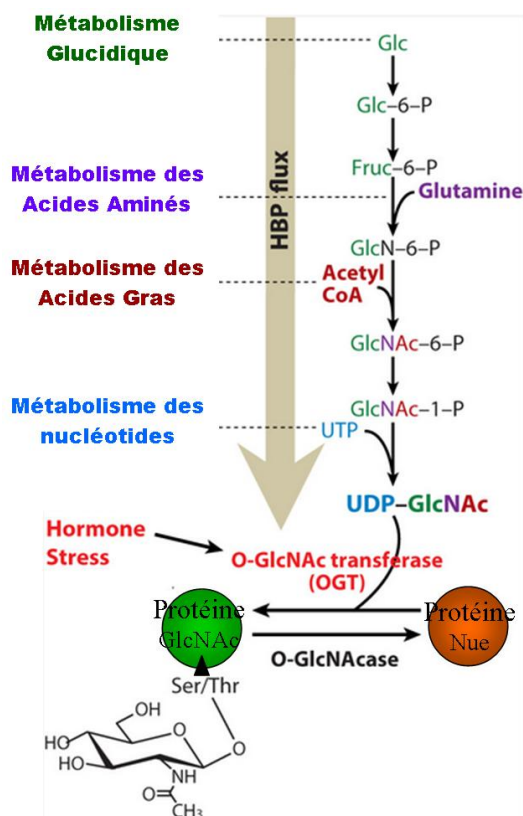 Métabolisme
Glucidique
Glc
Glc–6–P
Fruc–6–P
Métabolisme des
Acides Aminés
Glutamine
HBP flux
GlcN–6–P
Métabolisme des
Acides Gras
Acetyl
CoA
GlcNAc–6–P
GlcNAc–1–P
Métabolisme des
nucléotides
UTP
UDP–GlcNAc
Hormone
Stress
O-GlcNAc transferase
(OGT)
Protéine
GlcNAc
Protéine
Nue
O-GlcNAcase
Ser/Thr
OH
HO
O
HO
O
NH
O
CH₃